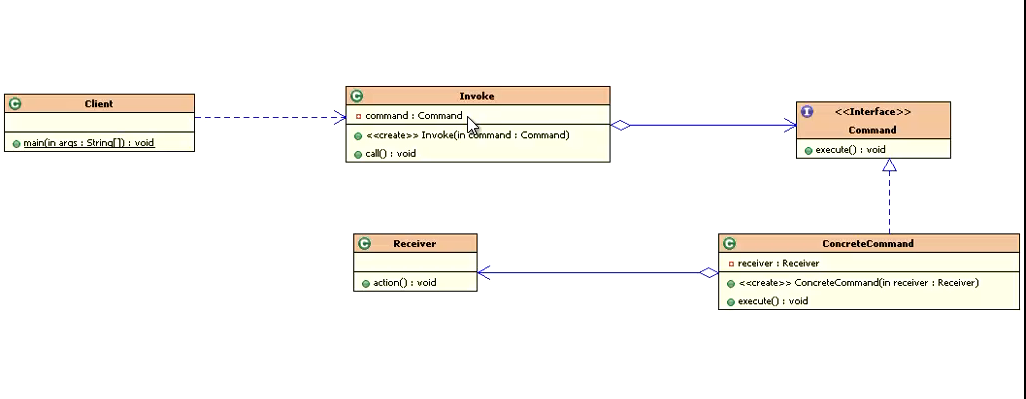 Client
main(in args : String[]) : void
Invoke
command : Command
<<create>> Invoke(in command : Command)
call() : void
<<Interface>>
Command
execute() : void
Receiver
action() : void
ConcreteCommand
receiver : Receiver
<<create>> ConcreteCommand(in receiver : Receiver)
execute() : void